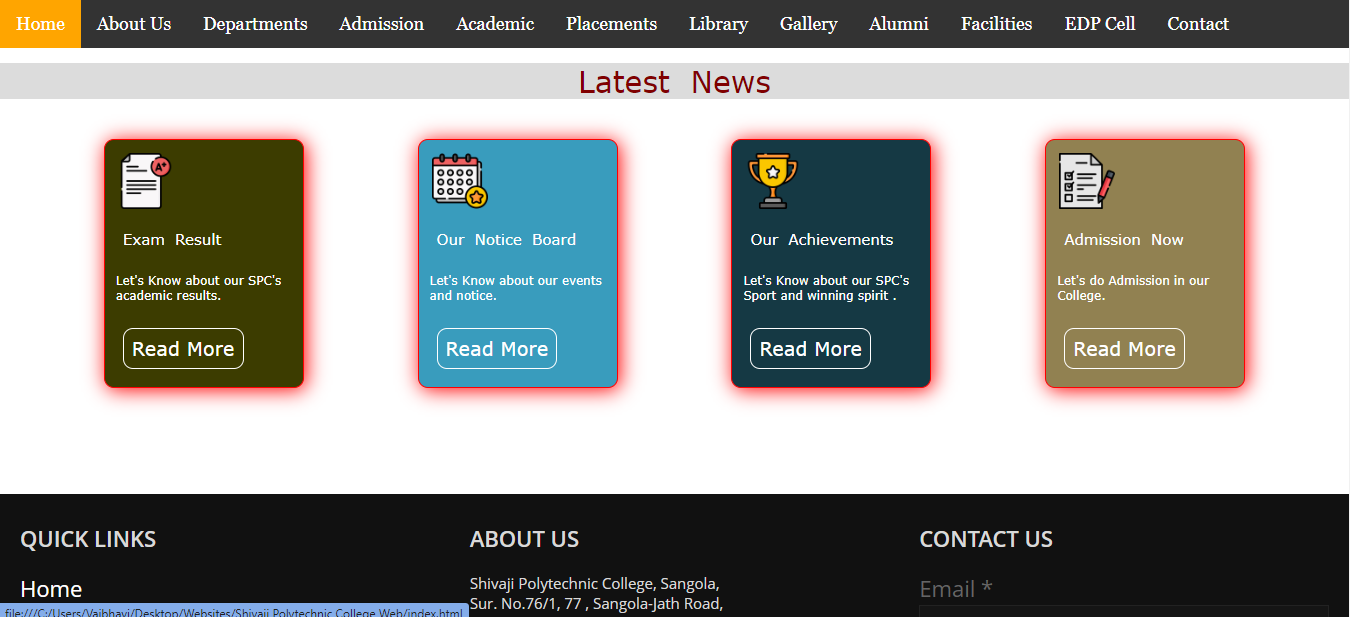 Home About Us Departments Admission Academic Placements Library Gallery Alumni Facilities EDP Cell Contact
Latest News
A+
Exam Result
Let's Know about our SPC's
academic results.
Read More
Our Notice Board
Let's Know about our events
and notice.
Read More
Our Achievements
Let's Know about our SPC's
Sport and winning spirit .
Read More
Admission Now
Let's do Admission in our
College.
Read More
QUICK LINKS
Home
ABOUT US
Shivaji Polytechnic College, Sangola,
Sur. No.76/1, 77 , Sangola-Jath Road,
CONTACT US
Email *
file:///C:/Users/Vaibhavi/Desktop/Websites/Shivaji Polytechnic College Web/index.html